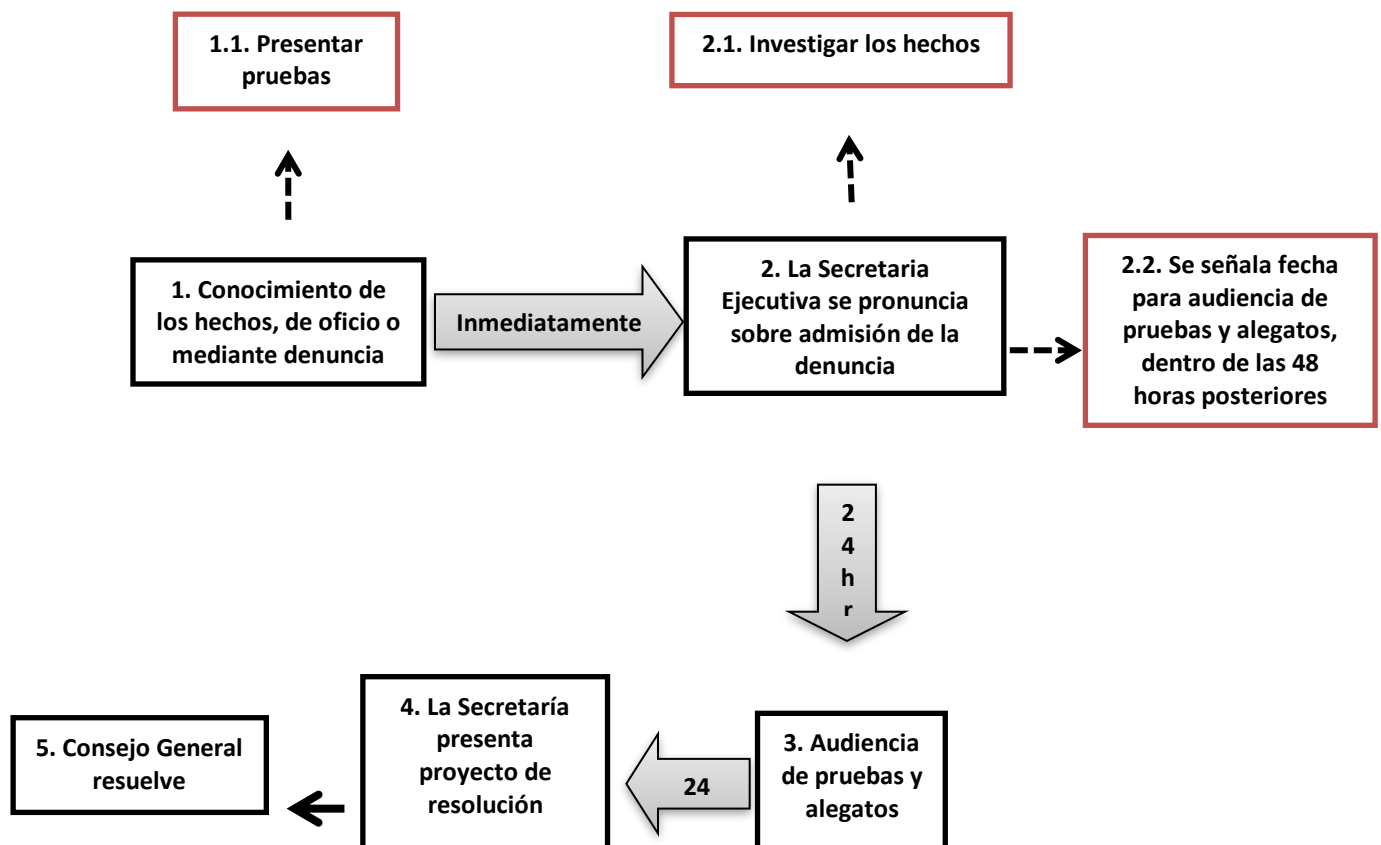 1.1. Presentar
pruebas
2.1. Investigar los hechos
1. Conocimiento de
los hechos, de oficio o
mediante denuncia
Inmediatamente
2. La Secretaria
Ejecutiva se pronuncia
sobre admisión de la
denuncia
2.2. Se señala fecha
para audiencia de
pruebas y alegatos,
dentro de las 48
horas posteriores
2
4
h
r
5. Consejo General
resuelve
4. La Secretaría
presenta
proyecto de
resolución
24
3. Audiencia
de pruebas y
alegatos